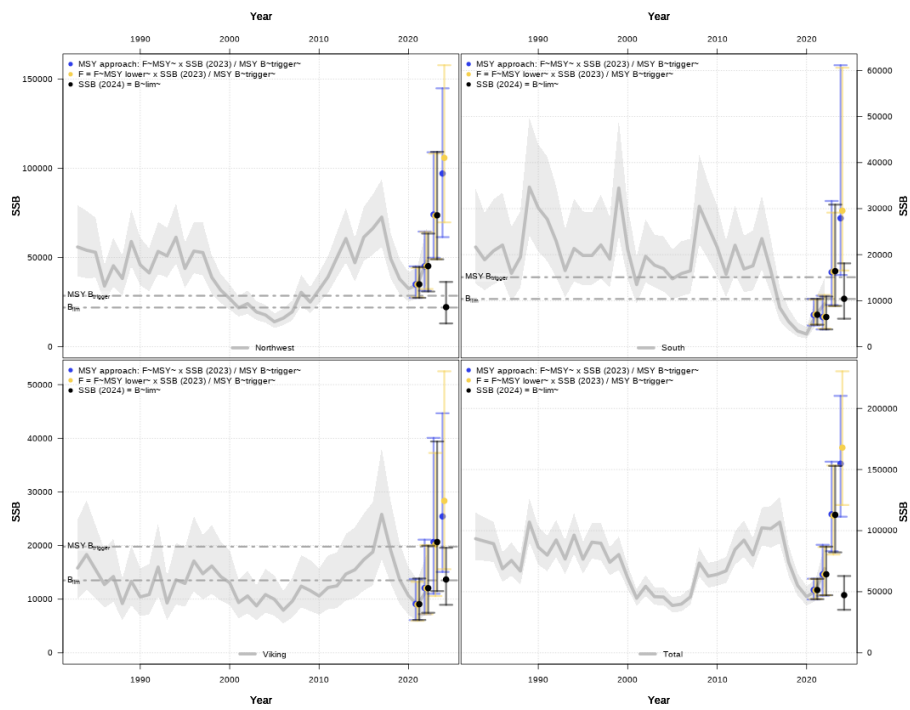 Year
Year
1990 2000 2010 2020
1990 2000 2010 2020
MSY approach: F~MSY~ x SSB (2023) / MSY B~trigger~
F = F~MSY lower~ x SSB (2023) / MSY B~trigger~
SSB (2024) = B~lim~
MSY approach: F~MSY~ x SSB (2023) / MSY B~trigger~
F = F~MSY lower~ x SSB (2023) / MSY B~trigger~
SSB (2024) = B~lim~
SSB
150000
100000
50000
0
MSY Btrigger
Blim
Northwest
MSY Btrigger
Blim
South
60000
50000
40000
30000
20000
10000
0
SSB
MSY approach: F~MSY~ x SSB (2023) / MSY B~trigger~
F = F~MSY lower~ x SSB (2023) / MSY B~trigger~
SSB (2024) = B~lim~
MSY approach: F~MSY~ x SSB (2023) / MSY B~trigger~
F = F~MSY lower~ x SSB (2023) / MSY B~trigger~
SSB (2024) = B~lim~
SSB
50000
40000
30000
20000
10000
0
MSY Btrigger
Blim
Viking
Total
200000
150000
100000
50000
0
SSB
1990 2000 2010 2020
1990 2000 2010 2020
Year
Year